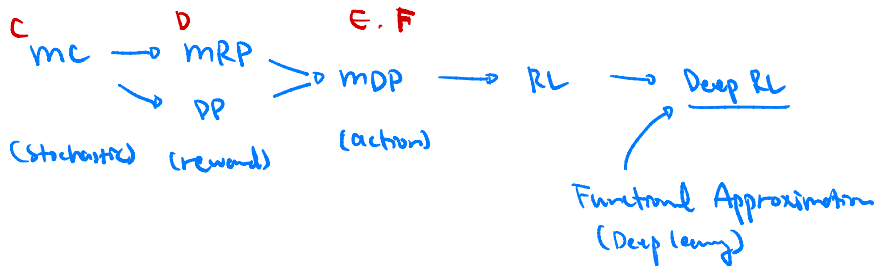 C D E. F
MC MRP MDP RL Deep RL
DP
(stochastic) (reward) (action)
Functional Approximation
(Deep learning)